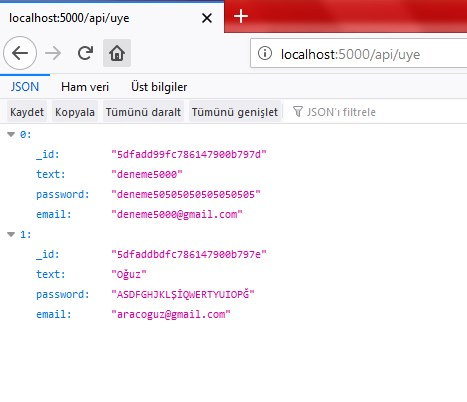 localhost:5000/api/uye
localhost:5000/api/uye
JSON Ham veri Üst bilgiler
Kaydet Kopyala Tümünü daralt Tümünü genişlet JSON'ı filtrele
0:
_id: "5dfadd99fc786147900b797d"
text: "deneme5000"
password: "deneme50505050505050505"
email: "deneme5000@gmail.com"
1:
_id: "5dfaddbdfc786147900b797e"
text: "Oğuz"
password: "ASDFGHJKLŞİQWERTYUIOPĞ"
email: "aracoguz@gmail.com"